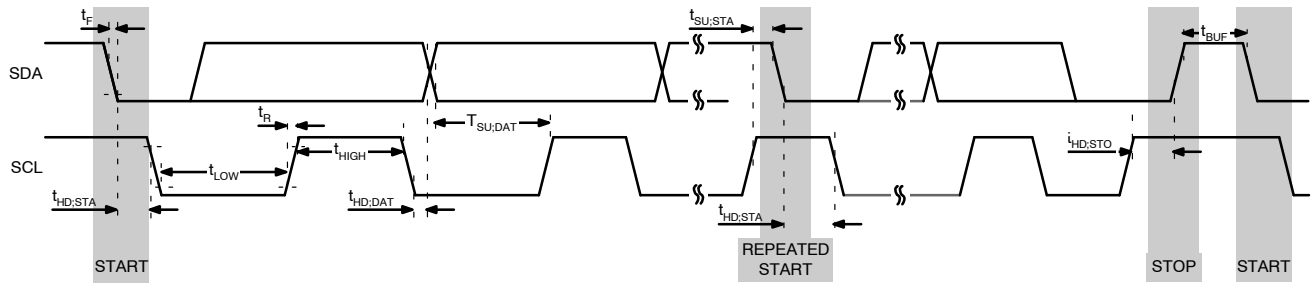 tF
tSU;STA
tBUF
SDA
tR
TSU;DAT
SCL
tHIGH
iHD;STO
tLOW
tHD;STA
tHD;DAT
tHD;STA
START
REPEATED
START
STOP
START